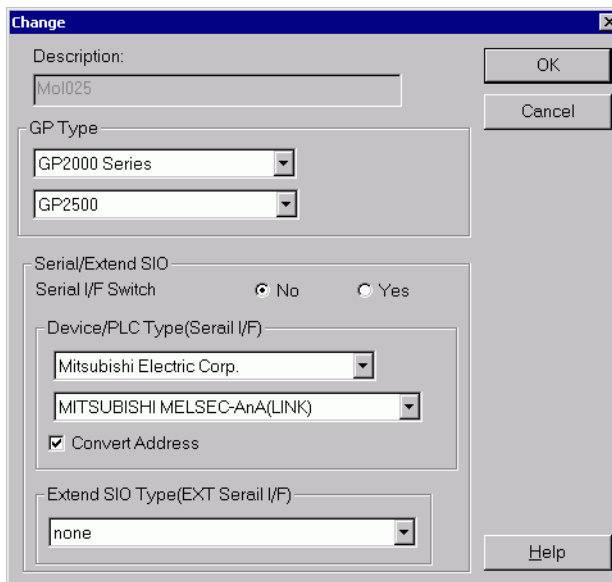 Change
Description:
OK
Mol025
Cancel
GP Type
GP2000 Series
GP2500
Serial/Extend SIO
Serial I/F Switch No Yes
Device/PLC Type(Serail I/F)
Mitsubishi Electric Corp.
MITSUBISHI MELSEC-AnA(LINK)
Convert Address
Extend SIO Type(EXT Serail I/F)
none
Help